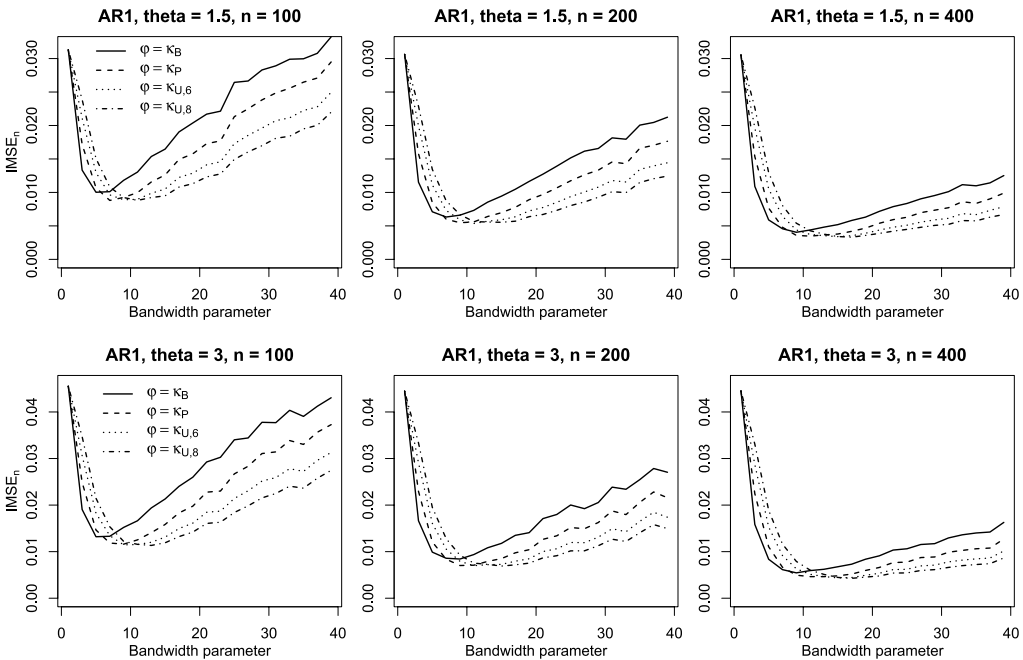 AR1, theta = 1.5, n = 100
AR1, theta = 1.5, n = 200
AR1, theta = 1.5, n = 400
IMSEn
0.000 0.010 0.020 0.030
φ = κB
φ = κP
φ = κU,6
φ = κU,8
0 10 20 30 40
Bandwidth parameter
0.000 0.010 0.020 0.030
0 10 20 30 40
Bandwidth parameter
0.000 0.010 0.020 0.030
0 10 20 30 40
Bandwidth parameter
AR1, theta = 3, n = 100
AR1, theta = 3, n = 200
AR1, theta = 3, n = 400
IMSEn
0.00 0.01 0.02 0.03 0.04
φ = κB
φ = κP
φ = κU,6
φ = κU,8
0 10 20 30 40
Bandwidth parameter
0.00 0.01 0.02 0.03 0.04
0 10 20 30 40
Bandwidth parameter
0.00 0.01 0.02 0.03 0.04
0 10 20 30 40
Bandwidth parameter